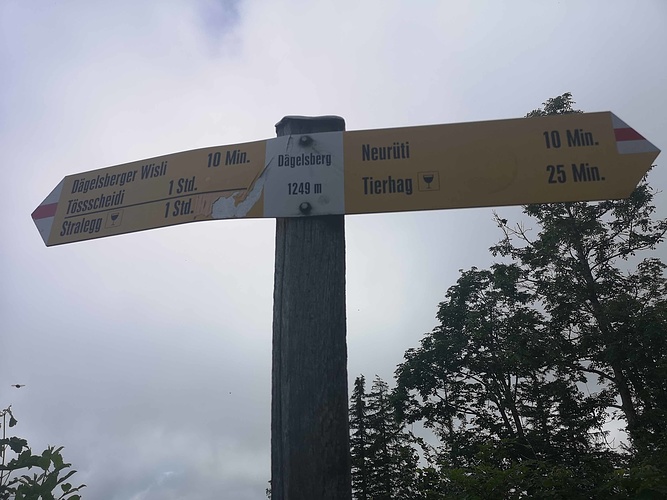 Dägelsberger Wisli 10 Min.
Tössscheidi 1 Std.
Stralegg 1 Std.
Dägelsberg
1249 m
Neurüti 10 Min.
Tierhag 25 Min.